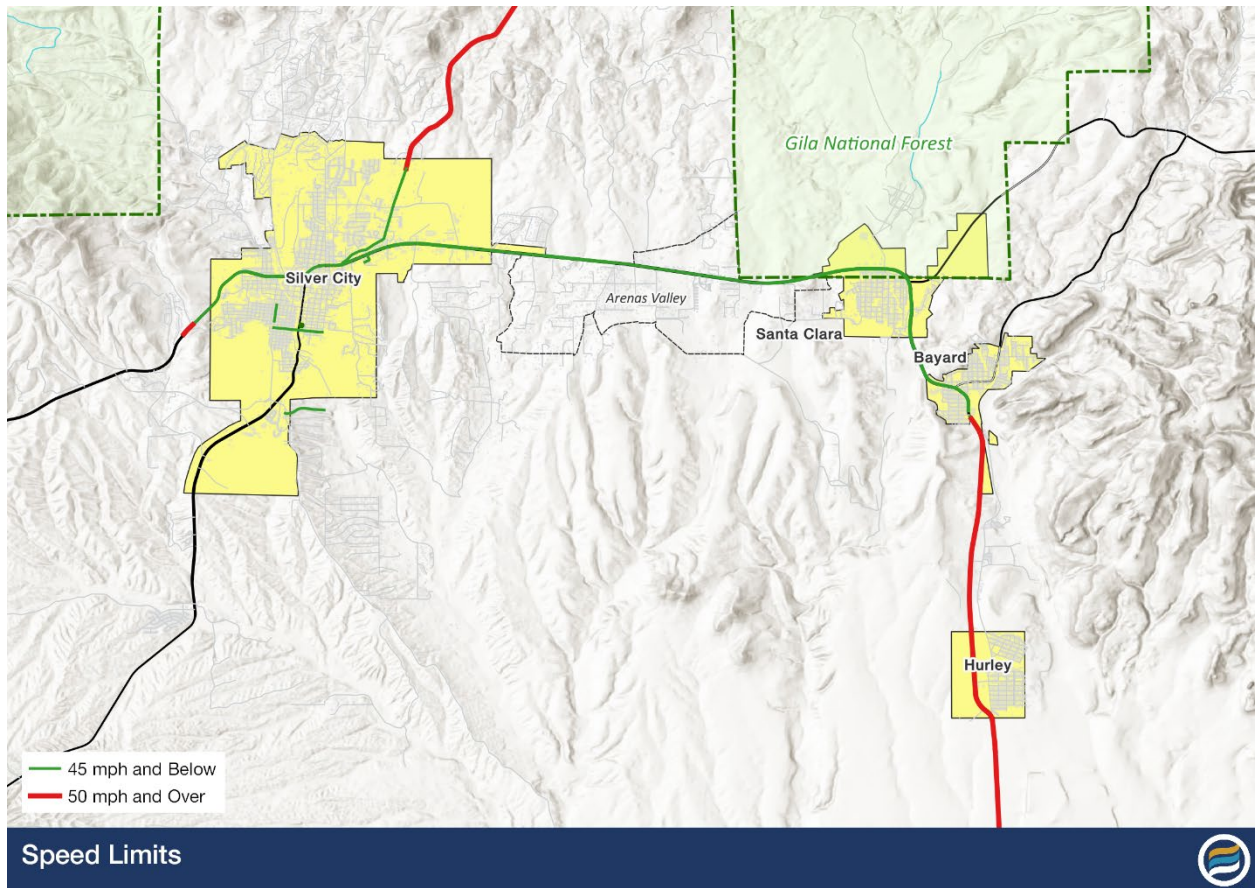 Gila National Forest
Silver City
Arenas Valley
Santa Clara
Bayard
Hurley
45 mph and Below
50 mph and Over
Speed Limits